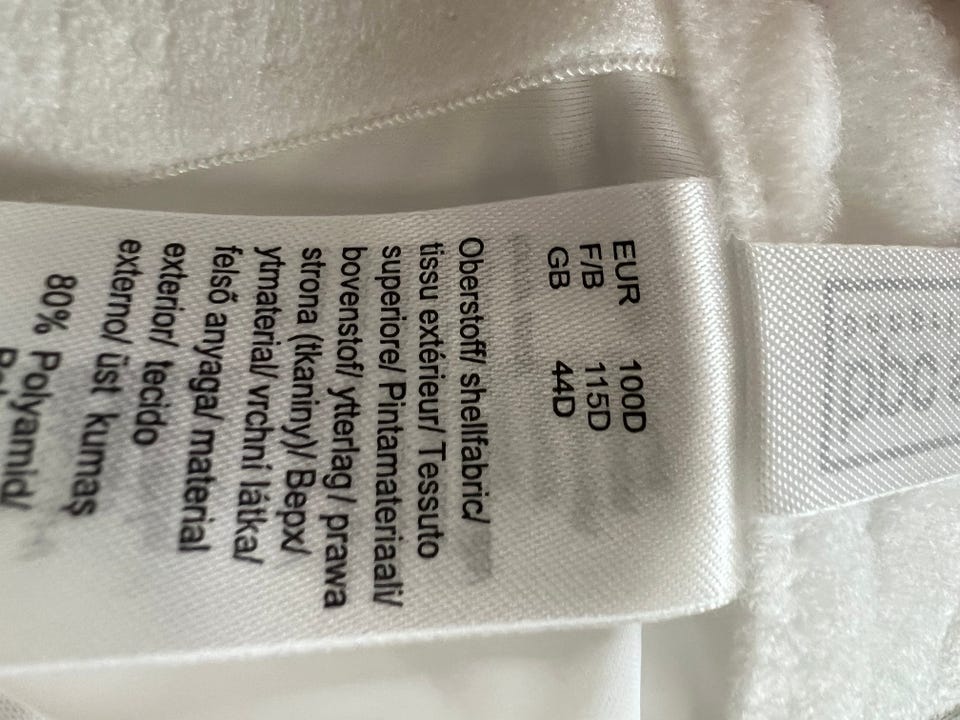 EUR 100D
F/B 115D
GB 44D
Oberstoff/ shellfabric/
tissu extérieur/ Tessuto
superiore/ Pintamateriaali/
bovenstof/ ytterlag/ prawa
strona (tkaniny)/ Верх/
ytmaterial/ vrchní látka/
felső anyaga/ material
exterior/ tecido
externo/ üst kumaş
80% Polyamid/